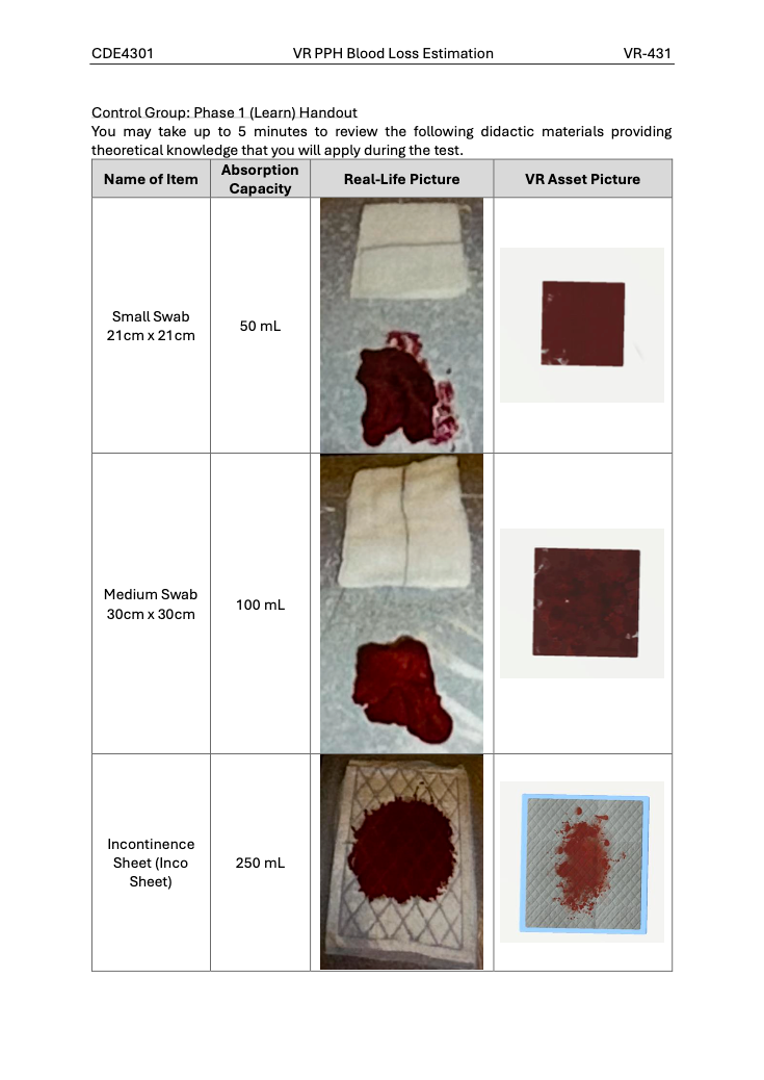 CDE4301 VR PPH Blood Loss Estimation VR-431
Control Group: Phase 1 (Learn) Handout
You may take up to 5 minutes to review the following didactic materials providing
theoretical knowledge that you will apply during the test.
Name of Item Absorption Capacity Real-Life Picture VR Asset Picture
Small Swab
21cm x 21cm
50 mL
Medium Swab
30cm x 30cm
100 mL
Incontinence
Sheet (Inco
Sheet)
250 mL